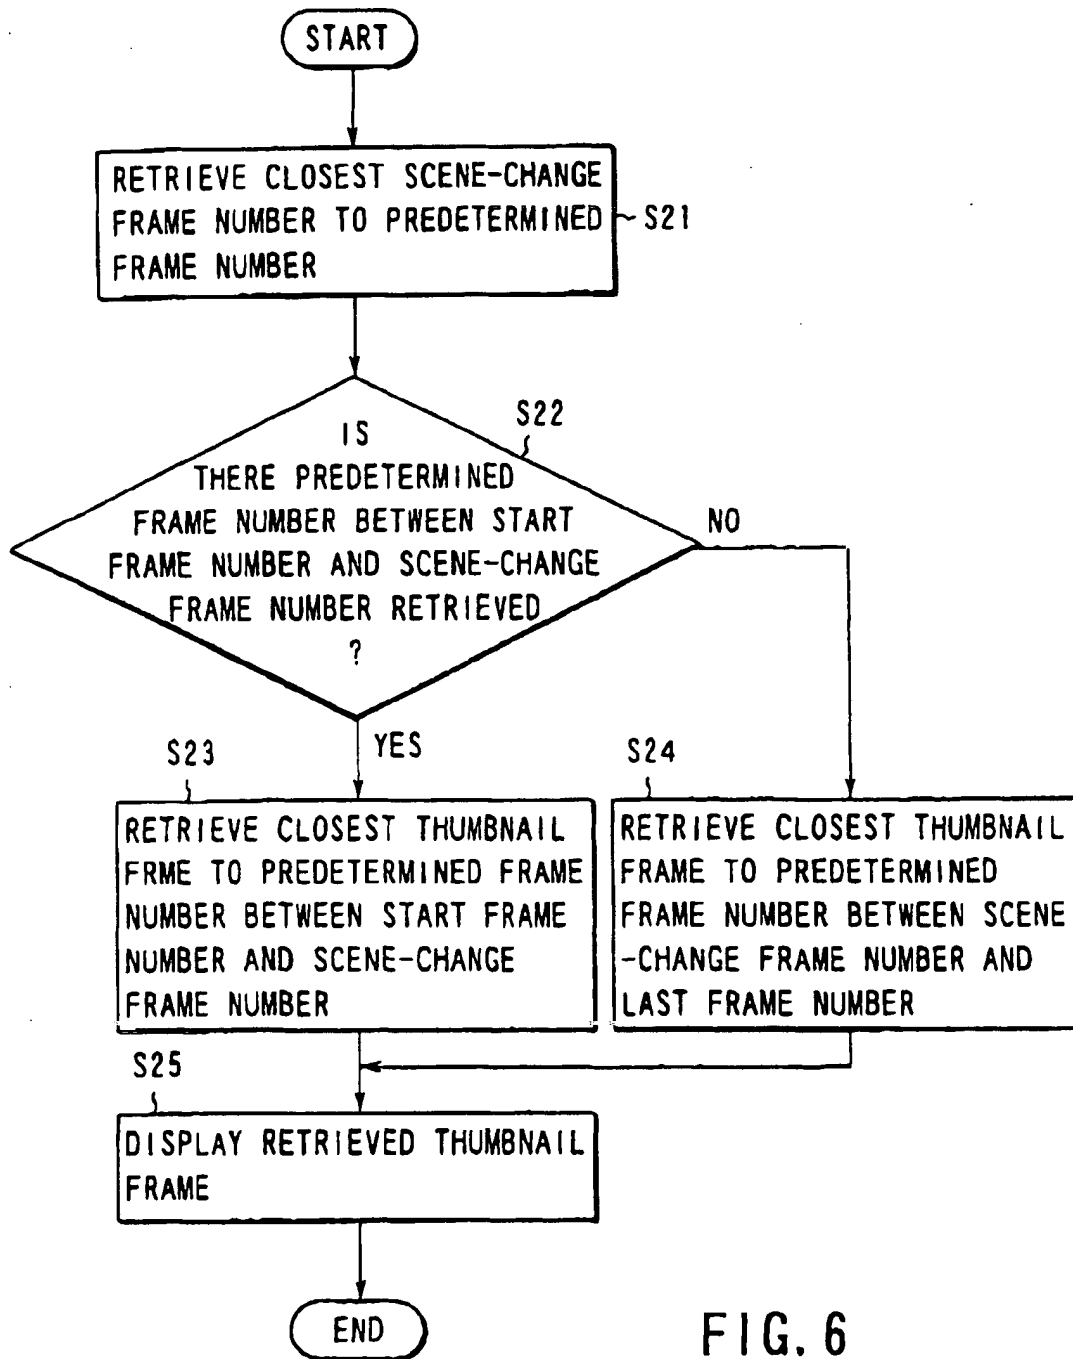 START
RETRIEVE CLOSEST SCENE-CHANGE
FRAME NUMBER TO PREDETERMINED
FRAME NUMBER
S21
S22
IS
THERE PREDETERMINED
FRAME NUMBER BETWEEN START
FRAME NUMBER AND SCENE-CHANGE
FRAME NUMBER RETRIEVED
?
NO
YES
S23
RETRIEVE CLOSEST THUMBNAIL
FRME TO PREDETERMINED FRAME
NUMBER BETWEEN START FRAME
NUMBER AND SCENE-CHANGE
FRAME NUMBER
S24
RETRIEVE CLOSEST THUMBNAIL
FRAME TO PREDETERMINED
FRAME NUMBER BETWEEN SCENE
-CHANGE FRAME NUMBER AND
LAST FRAME NUMBER
S25
DISPLAY RETRIEVED THUMBNAIL
FRAME
END
FIG. 6